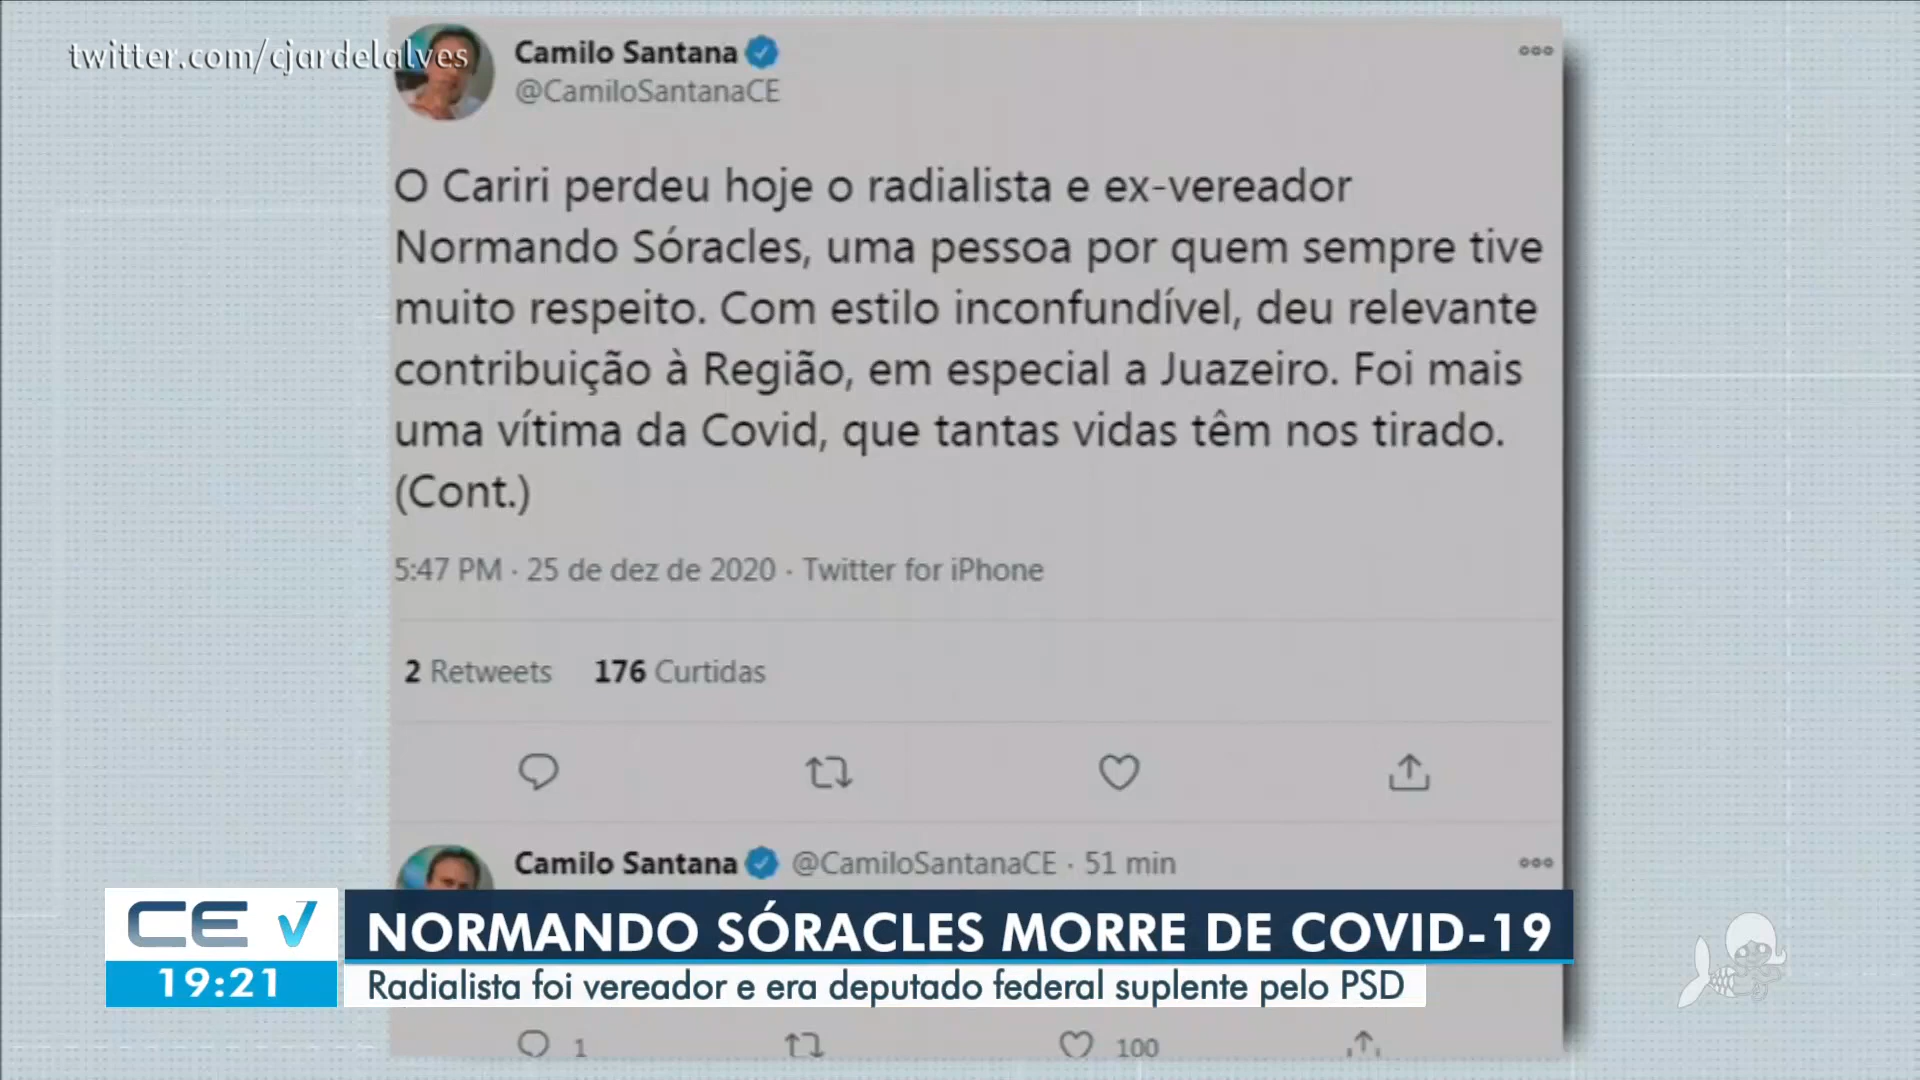 twitter.com/cjardelalves
Camilo Santana
@CamiloSantanaCE
O Cariri perdeu hoje o radialista e ex-vereador
Normando Sóracles, uma pessoa por quem sempre tive
muito respeito. Com estilo inconfundível, deu relevante
contribuição à Região, em especial a Juazeiro. Foi mais
uma vítima da Covid, que tantas vidas têm nos tirado.
(Cont.)
5:47 PM · 25 de dez de 2020 · Twitter for iPhone
2 Retweets 176 Curtidas
Camilo Santana @CamiloSantanaCE · 51 min
CE
NORMANDO SÓRACLES MORRE DE COVID-19
19:21
Radialista foi vereador e era deputado federal suplente pelo PSD
1 100